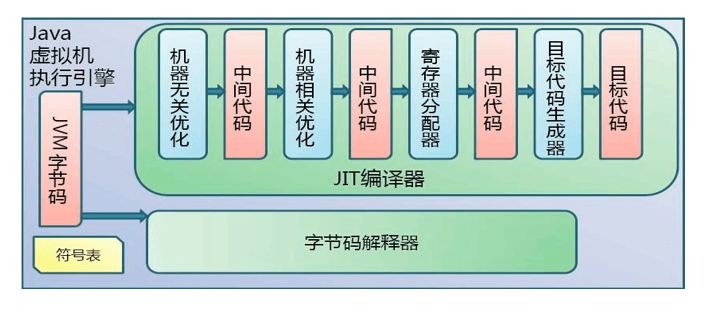 Java
虚拟机
执行引擎
JVM字节码
符号表
机器无关优化
中间代码
机器相关优化
中间代码
寄存器分配器
中间代码
目标代码生成器
目标代码
JIT编译器
字节码解释器